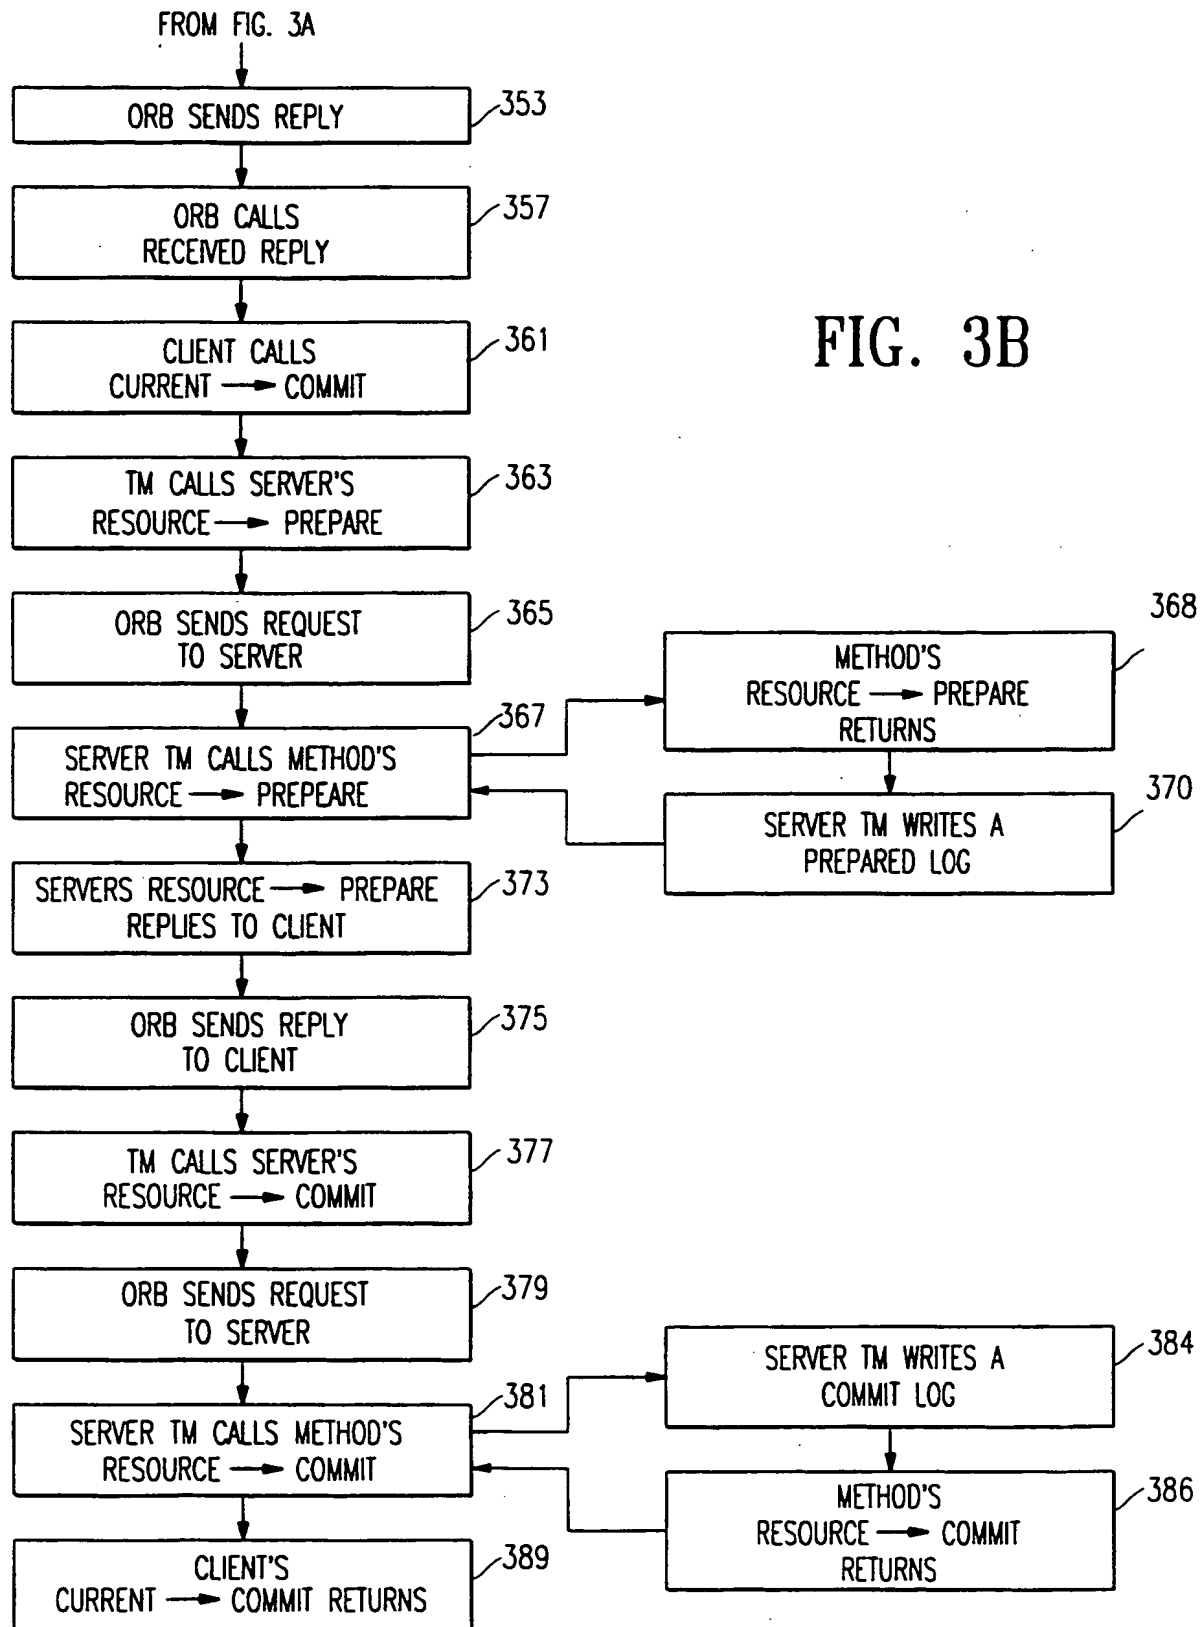 FROM FIG. 3A
ORB SENDS REPLY
353
ORB CALLS
RECEIVED REPLY
357
CLIENT CALLS
CURRENT → COMMIT
361
FIG. 3B
TM CALLS SERVER'S
RESOURCE → PREPARE
363
ORB SENDS REQUEST
TO SERVER
365
SERVER TM CALLS METHOD'S
RESOURCE → PREPEARE
367
METHOD'S
RESOURCE → PREPARE
RETURNS
368
SERVER TM WRITES A
PREPARED LOG
370
SERVERS RESOURCE → PREPARE
REPLIES TO CLIENT
373
ORB SENDS REPLY
TO CLIENT
375
TM CALLS SERVER'S
RESOURCE → COMMIT
377
ORB SENDS REQUEST
TO SERVER
379
SERVER TM CALLS METHOD'S
RESOURCE → COMMIT
381
SERVER TM WRITES A
COMMIT LOG
384
METHOD'S
RESOURCE → COMMIT
RETURNS
386
CLIENT'S
CURRENT → COMMIT RETURNS
389